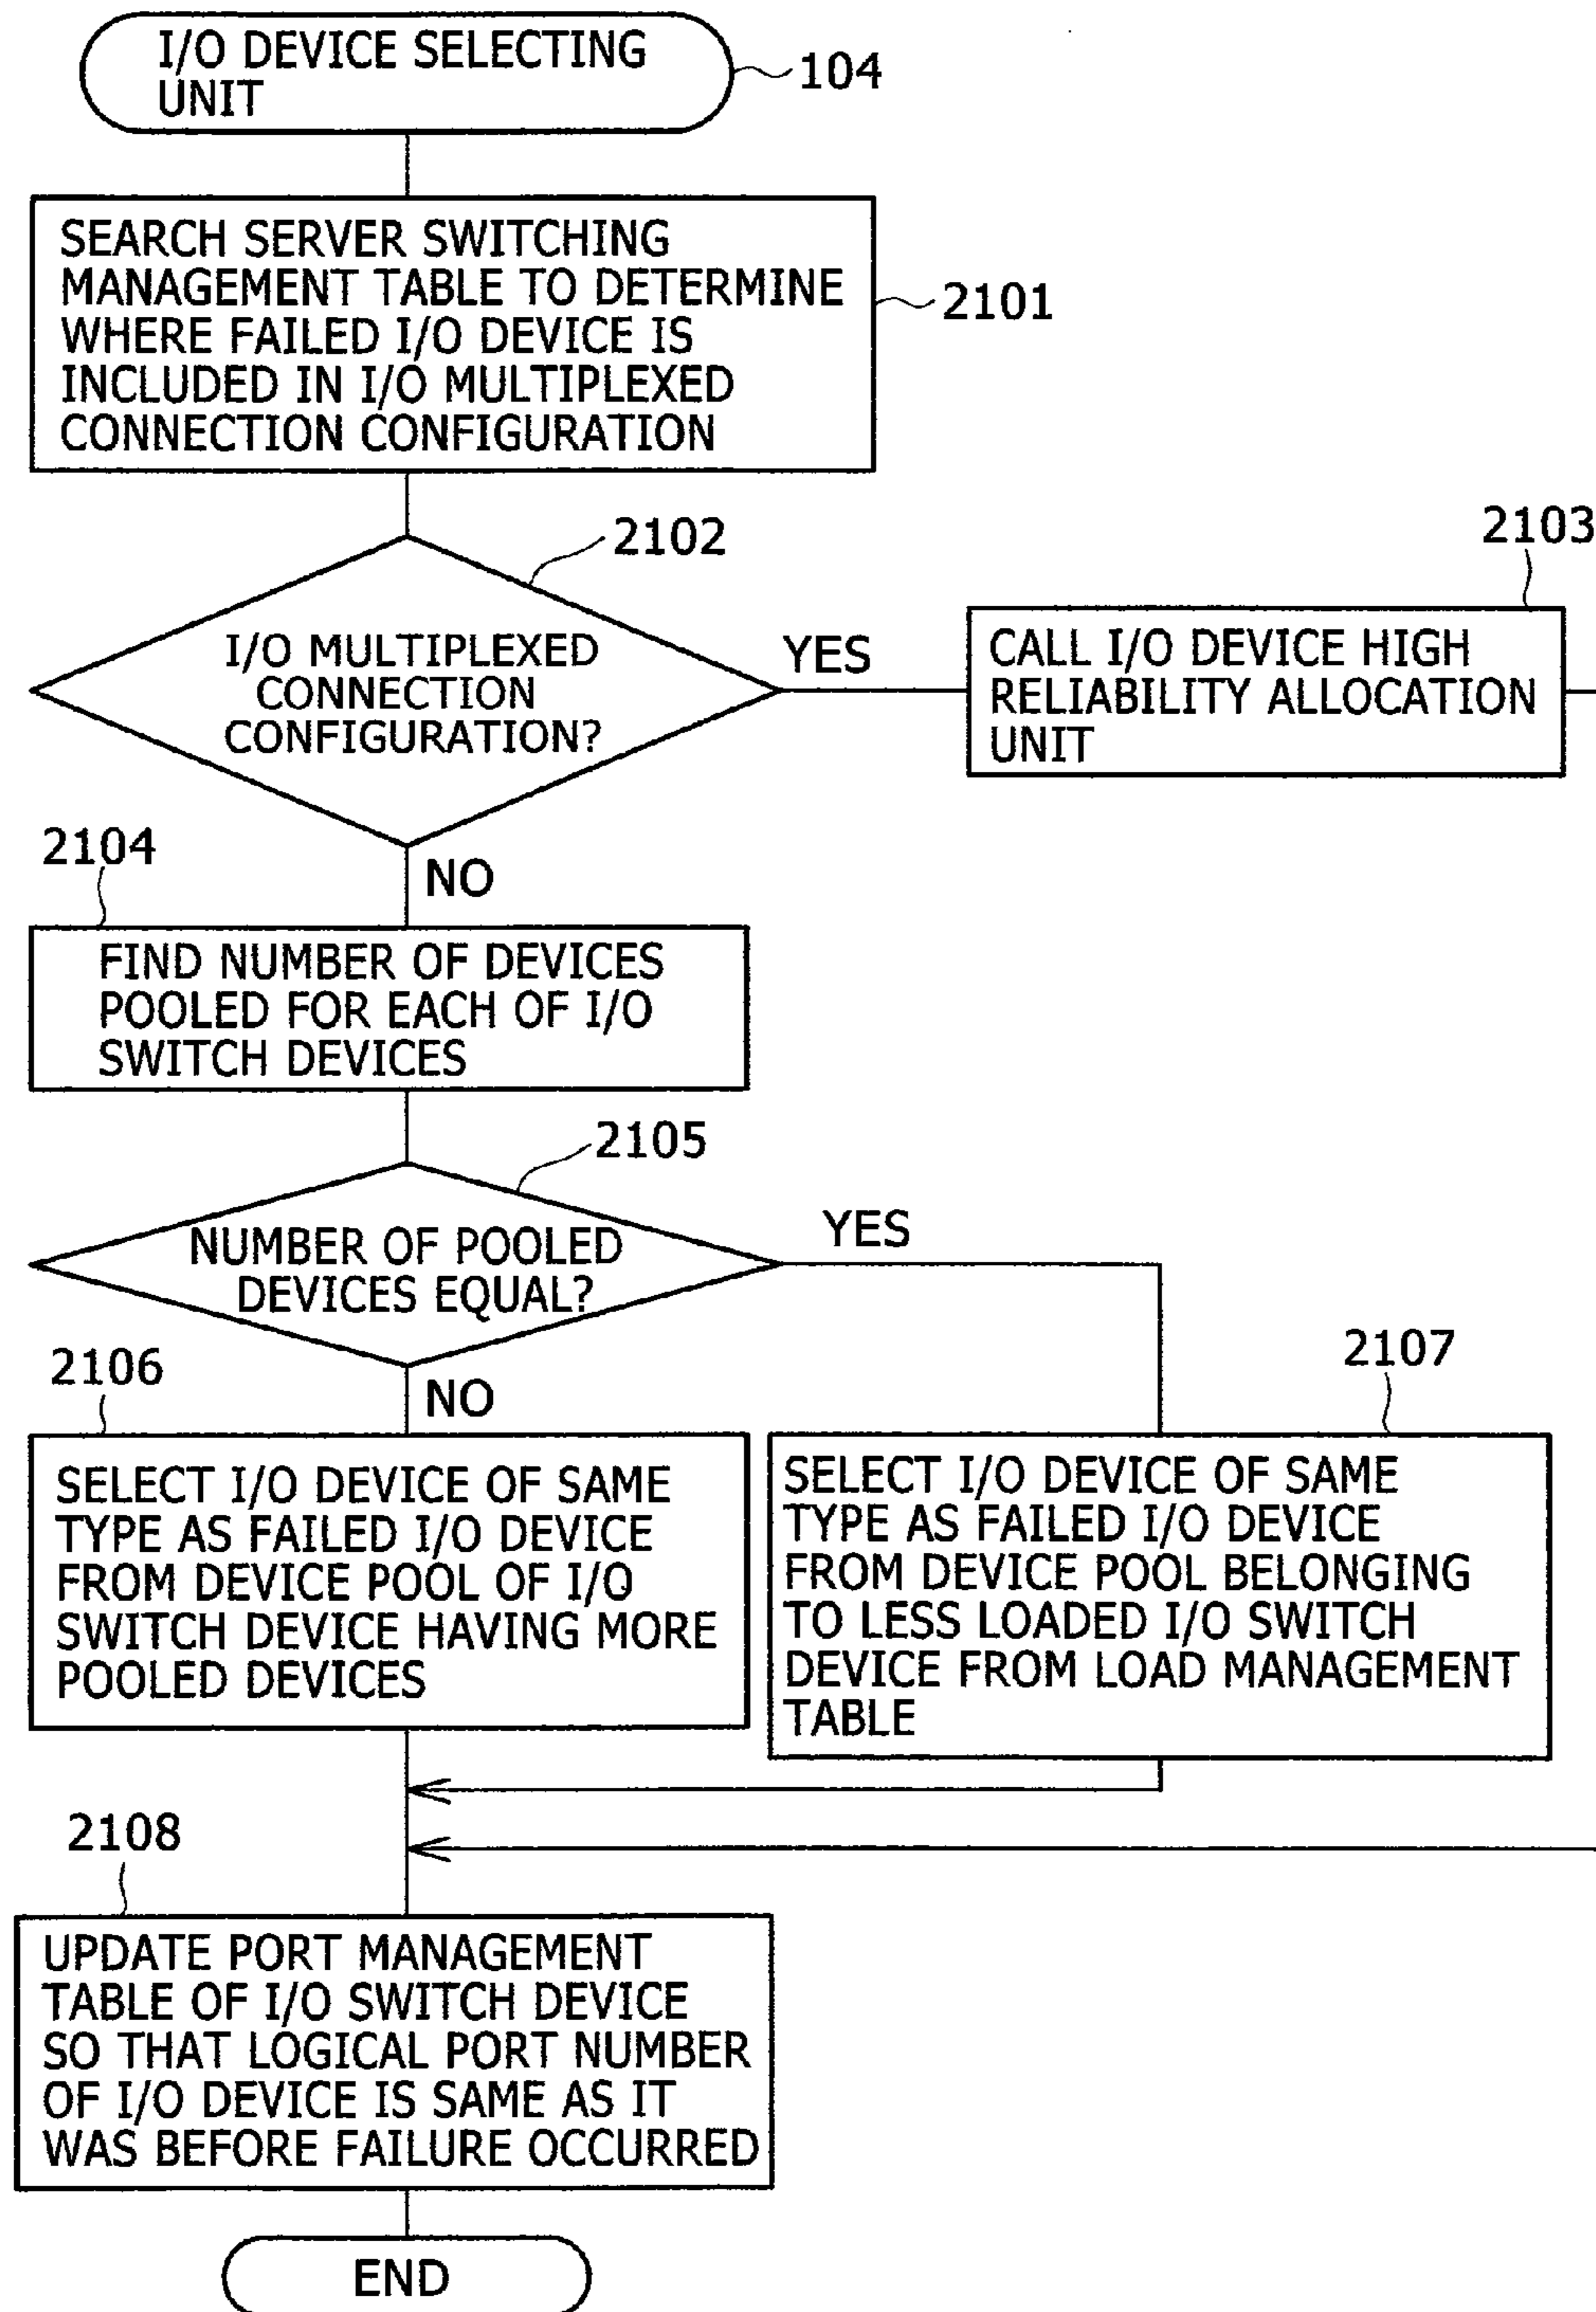 I/O DEVICE SELECTING
UNIT
104
SEARCH SERVER SWITCHING
MANAGEMENT TABLE TO DETERMINE
WHERE FAILED I/O DEVICE IS
INCLUDED IN I/O MULTIPLEXED
CONNECTION CONFIGURATION
2101
2102
I/O MULTIPLEXED
CONNECTION
CONFIGURATION?
YES
2103
CALL I/O DEVICE HIGH
RELIABILITY ALLOCATION
UNIT
NO
2104
FIND NUMBER OF DEVICES
POOLED FOR EACH OF I/O
SWITCH DEVICES
2105
NUMBER OF POOLED
DEVICES EQUAL?
YES
NO
2106
SELECT I/O DEVICE OF SAME
TYPE AS FAILED I/O DEVICE
FROM DEVICE POOL OF I/O
SWITCH DEVICE HAVING MORE
POOLED DEVICES
2107
SELECT I/O DEVICE OF SAME
TYPE AS FAILED I/O DEVICE
FROM DEVICE POOL BELONGING
TO LESS LOADED I/O SWITCH
DEVICE FROM LOAD MANAGEMENT
TABLE
2108
UPDATE PORT MANAGEMENT
TABLE OF I/O SWITCH DEVICE
SO THAT LOGICAL PORT NUMBER
OF I/O DEVICE IS SAME AS IT
WAS BEFORE FAILURE OCCURRED
END